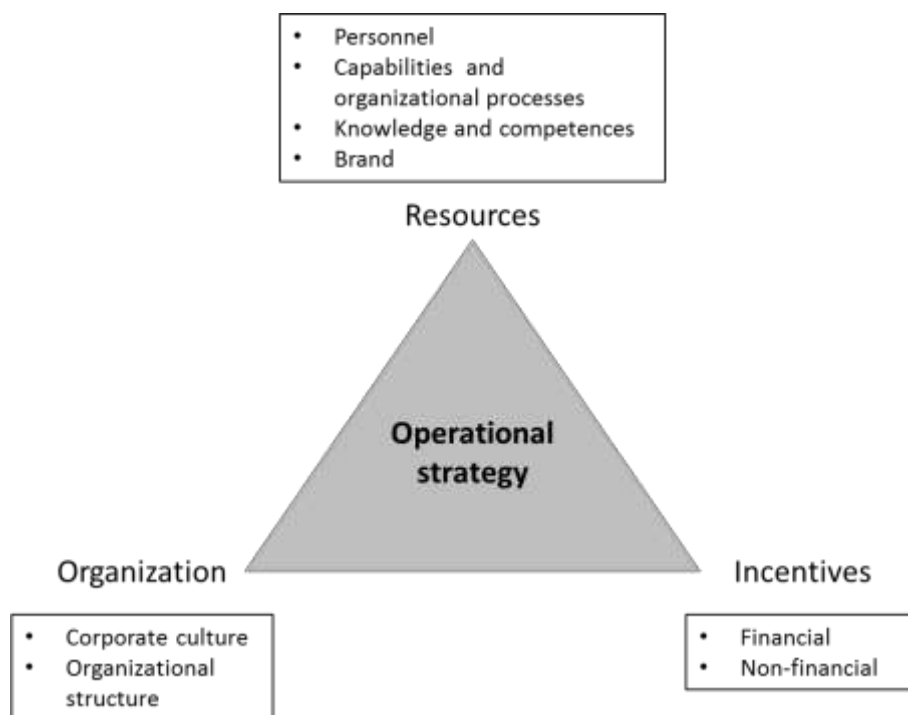 • Personnel
• Capabilities and
organizational processes
• Knowledge and competences
• Brand
Resources
Operational
strategy
Organization
Incentives
• Corporate culture
• Organizational
structure
• Financial
• Non-financial